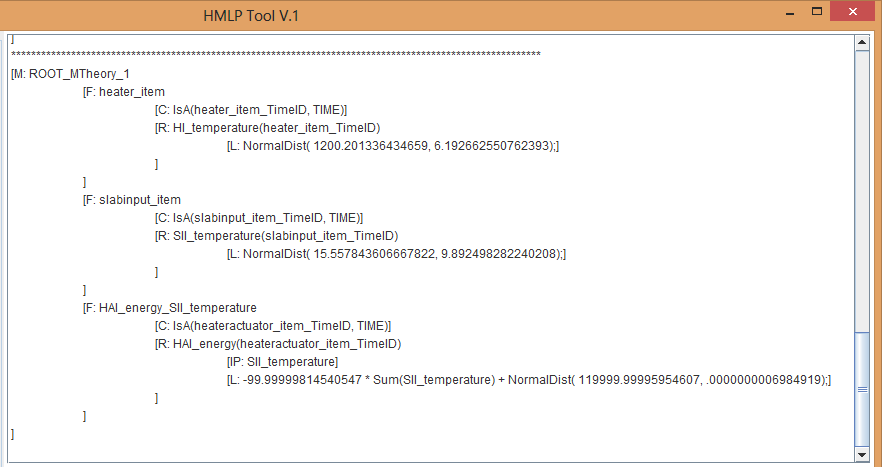 HMLP Tool V.1
]
****************************************************************************************************************
[M: ROOT_MTheory_1
[F: heater_item
[C: IsA(heater_item_TimeID, TIME)]
[R: HI_temperature(heater_item_TimeID)
[L: NormalDist( 1200.201336434659, 6.192662550762393);]
]
]
[F: slabinput_item
[C: IsA(slabinput_item_TimeID, TIME)]
[R: SII_temperature(slabinput_item_TimeID)
[L: NormalDist( 15.557843606667822, 9.892498282240208);]
]
]
[F: HAI_energy_SII_temperature
[C: IsA(heateractuator_item_TimeID, TIME)]
[R: HAI_energy(heateractuator_item_TimeID)
[IP: SII_temperature]
[L: -99.99999814540547 * Sum(SII_temperature) + NormalDist( 119999.99995954607, .0000000006984919);]
]
]
]